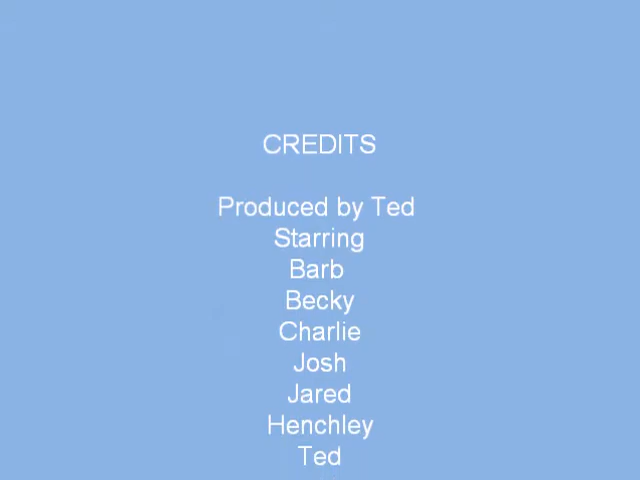 CREDITS
Produced by Ted
Starring
Barb
Becky
Charlie
Josh
Jared
Henchley
Ted